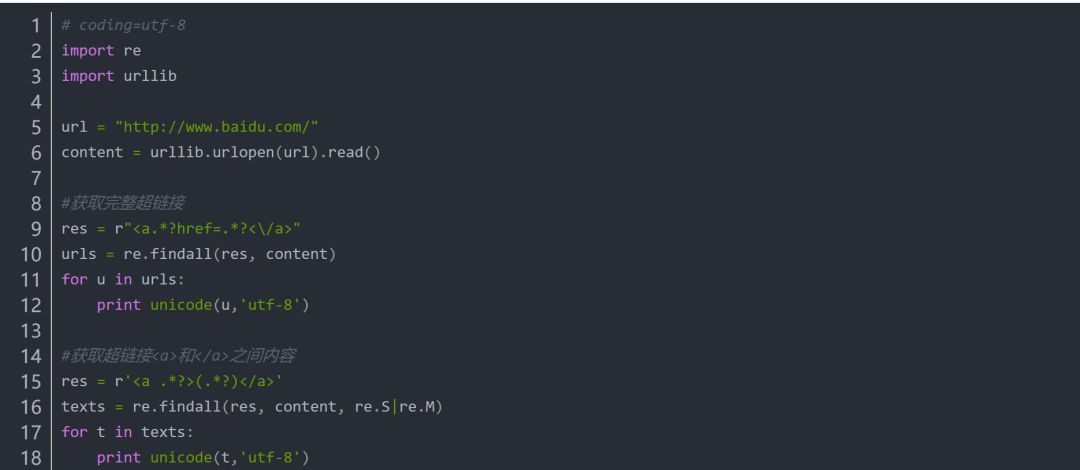 1 # coding=utf-8
2 import re
3 import urllib
4
5 url = "http://www.baidu.com/"
6 content = urllib.urlopen(url).read()
7
8 #获取完整超链接
9 res = r"<a.*?href=.*?<\/a>"
10 urls = re.findall(res, content)
11 for u in urls:
12     print unicode(u,'utf-8')
13
14 #获取超链接<a>和</a>之间内容
15 res = r'<a .*?>(.*?)</a>'
16 texts = re.findall(res, content, re.S|re.M)
17 for t in texts:
18     print unicode(t,'utf-8')